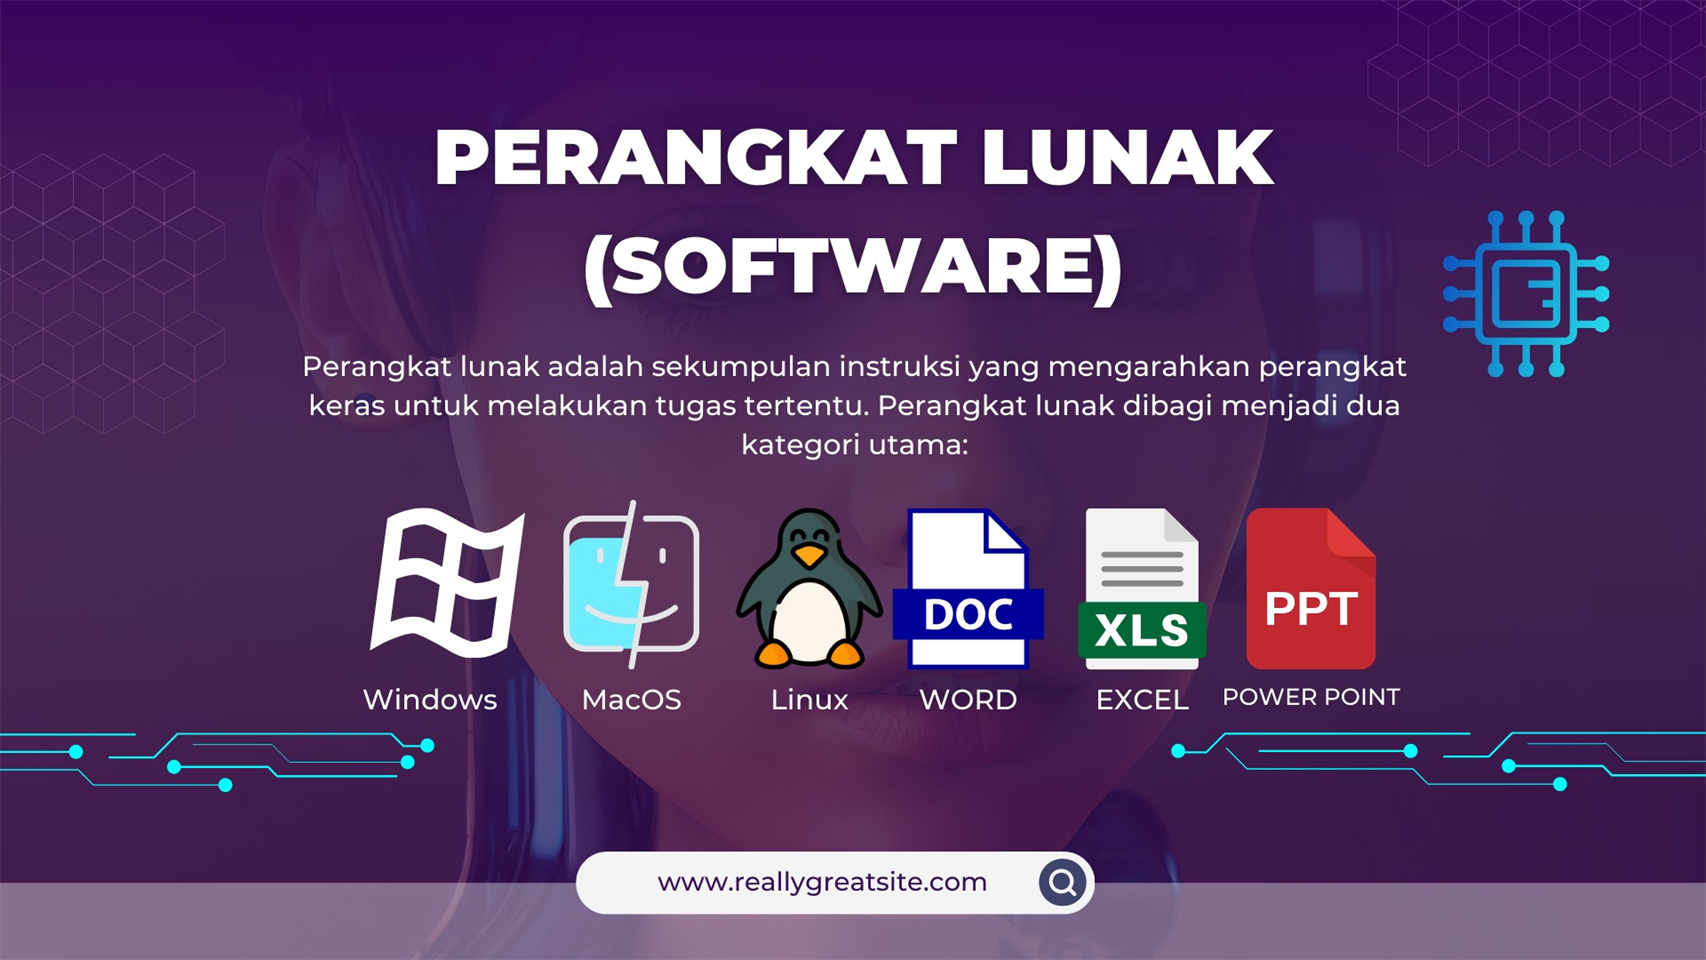 PERANGKAT LUNAK
(SOFTWARE)
Perangkat lunak adalah sekumpulan instruksi yang mengarahkan perangkat
keras untuk melakukan tugas tertentu. Perangkat lunak dibagi menjadi dua
kategori utama:
DOC
XLS
PPT
Windows
MacOS
Linux
WORD
EXCEL
POWER POINT
www.reallygreatsite.com